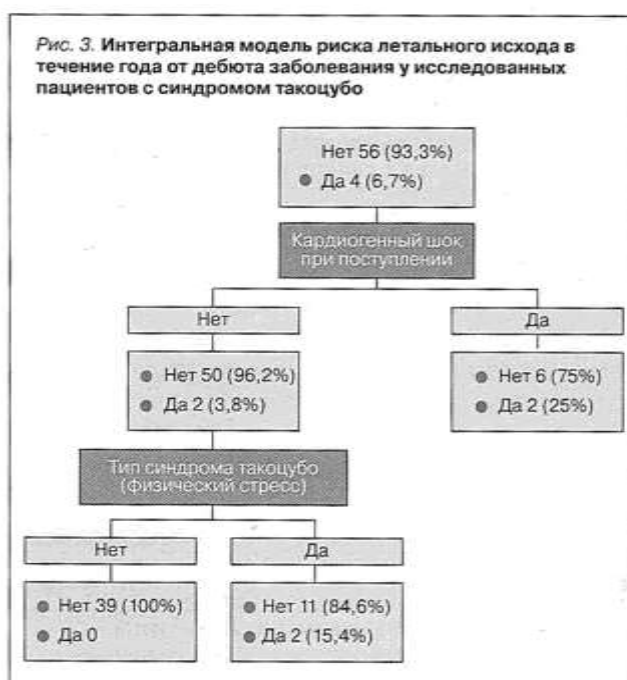 Рис. 3. Интегральная модель риска летального исхода в
течение года от дебюта заболевания у исследованных
пациентов с синдромом такоцубо
Нет 56 (93,3%)
Да 4 (6,7%)
Кардиогенный шок
при поступлении
Нет
Да
Нет 50 (96,2%)
Да 2 (3,8%)
Нет 6 (75%)
Да 2 (25%)
Тип синдрома такоцубо
(физический стресс)
Нет
Да
Нет 39 (100%)
Да 0
Нет 11 (84,6%)
Да 2 (15,4%)